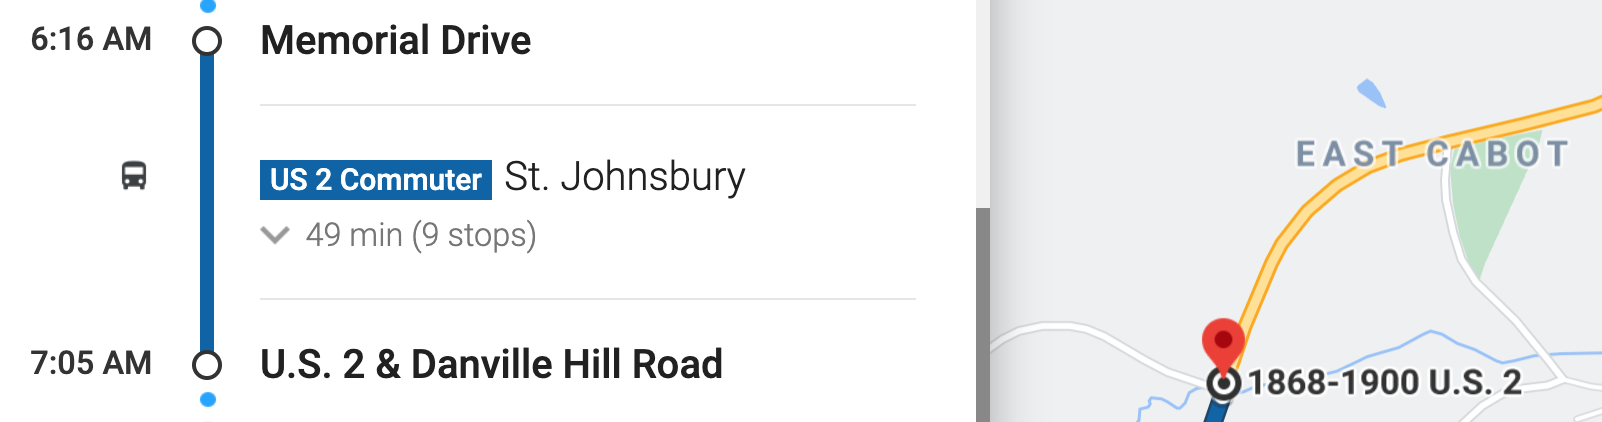 6:16 AM Memorial Drive
US 2 Commuter St. Johnsbury
49 min (9 stops)
7:05 AM U.S. 2 & Danville Hill Road
EAST CABOT
1868-1900 U.S. 2